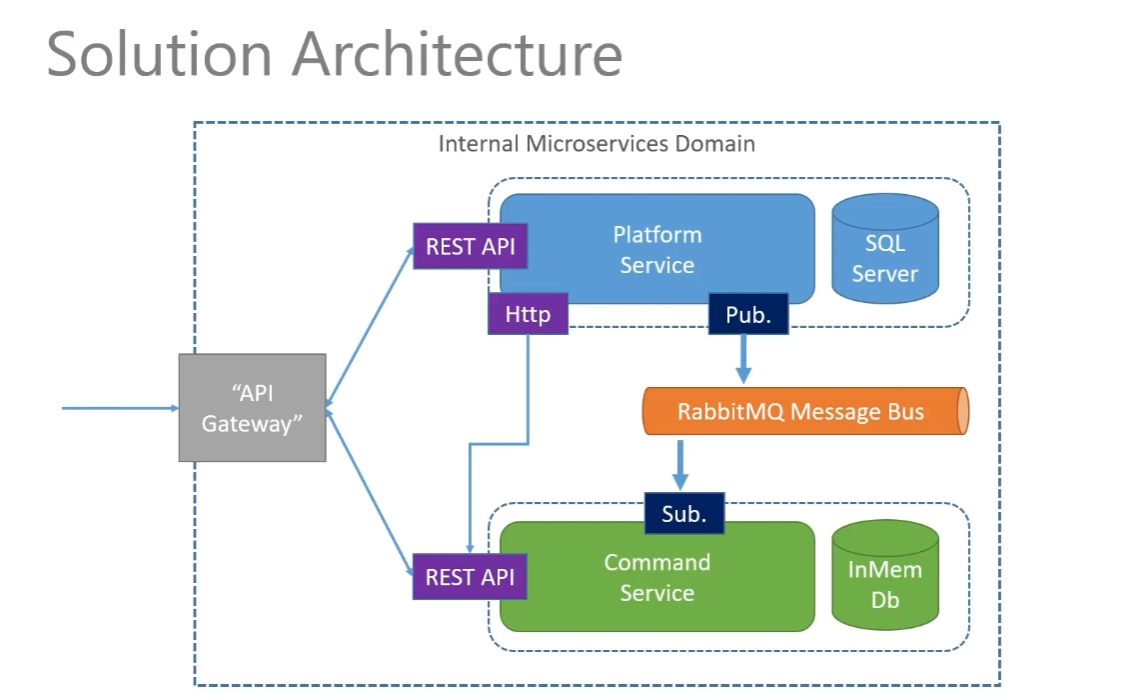 Solution Architecture
Internal Microservices Domain
REST API
Platform
Service
SQL
Server
Http
Pub.
“API
Gateway”
RabbitMQ Message Bus
Sub.
REST API
Command
Service
InMem
Db